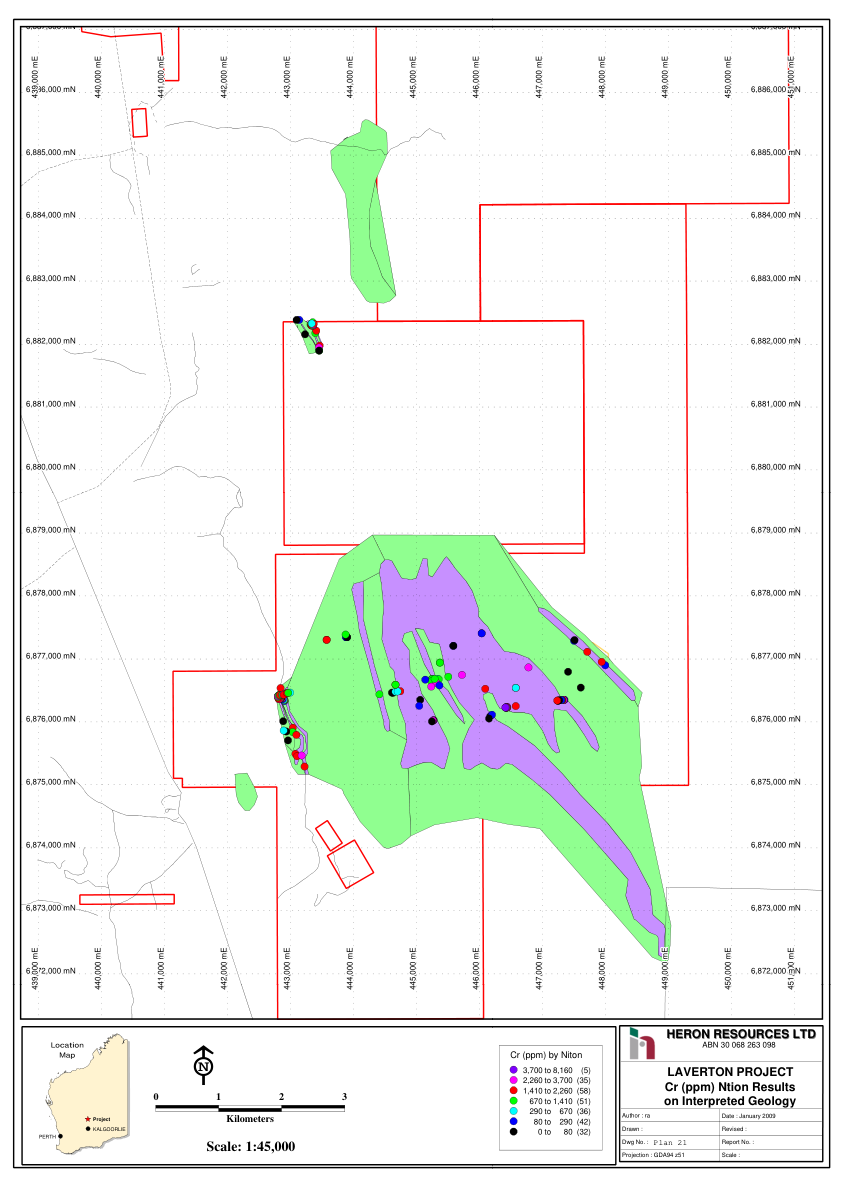 439,000 mE
440,000 mE
441,000 mE
442,000 mE
443,000 mE
444,000 mE
445,000 mE
446,000 mE
447,000 mE
448,000 mE
449,000 mE
450,000 mE
451,000 mE
6,887,000 mN
6,887,000 mN
6,886,000 mN
6,886,000 mN
6,885,000 mN
6,885,000 mN
6,884,000 mN
6,884,000 mN
6,883,000 mN
6,883,000 mN
6,882,000 mN
6,882,000 mN
6,881,000 mN
6,881,000 mN
6,880,000 mN
6,880,000 mN
6,879,000 mN
6,879,000 mN
6,878,000 mN
6,878,000 mN
6,877,000 mN
6,877,000 mN
6,876,000 mN
6,876,000 mN
6,875,000 mN
6,875,000 mN
6,874,000 mN
6,874,000 mN
6,873,000 mN
6,873,000 mN
6,872,000 mN
6,872,000 mN
439,000 mE
440,000 mE
441,000 mE
442,000 mE
443,000 mE
444,000 mE
445,000 mE
446,000 mE
447,000 mE
448,000 mE
449,000 mE
450,000 mE
451,000 mE
Location
Map
Project
KALGOORLIE
PERTH
N
0 1 2 3
Kilometers
Scale: 1:45,000
Cr (ppm) by Niton
3,700 to 8,160 (5)
2,260 to 3,700 (35)
1,410 to 2,260 (58)
670 to 1,410 (51)
290 to 670 (36)
80 to 290 (42)
0 to 80 (32)
HERON RESOURCES LTD
ABN 30 068 263 098
LAVERTON PROJECT
Cr (ppm) Ntion Results
on Interpreted Geology
Author : ra
Date : January 2009
Drawn :
Revised :
Dwg No. : Plan 21
Report No. :
Projection : GDA94 z51
Scale :